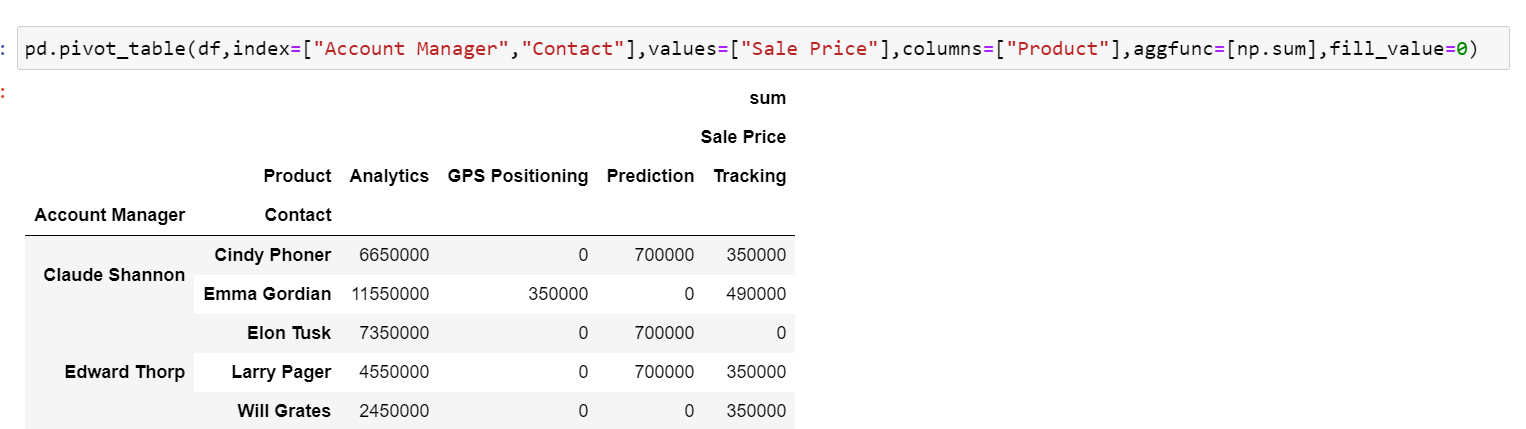 : pd.pivot_table(df,index=["Account Manager","Contact"],values=["Sale Price"],columns=["Product"],aggfunc=[np.sum],fill_value=0)
:
sum
Sale Price
Product Analytics GPS Positioning Prediction Tracking
Account Manager Contact
Claude Shannon Cindy Phoner 6650000 0 700000 350000
Emma Gordian 11550000 350000 0 490000
Elon Tusk 7350000 0 700000 0
Edward Thorp Larry Pager 4550000 0 700000 350000
Will Grates 2450000 0 0 350000